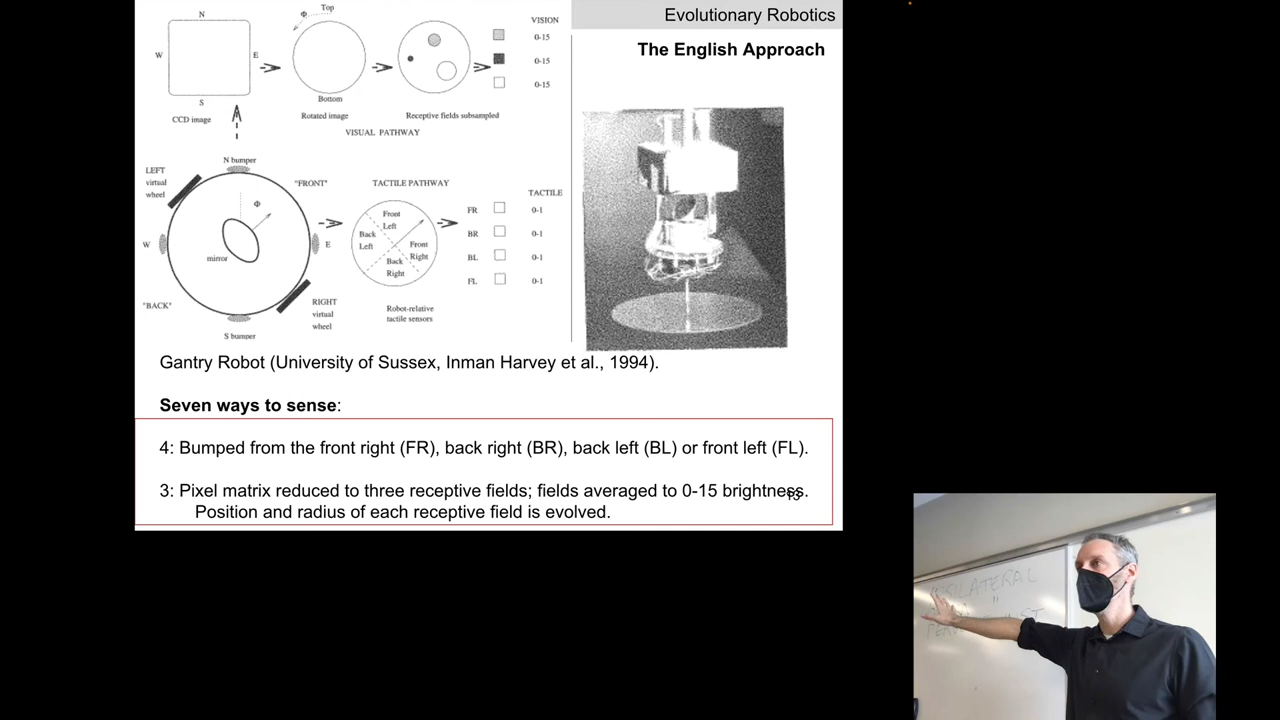 Evolutionary Robotics
The English Approach
N
W
E
S
CCD image
Φ
Top
Bottom
Rotated image
Receptive fields subsampled
VISION
0-15
0-15
0-15
VISUAL PATHWAY
LEFT
virtual
wheel
N bumper
"FRONT"
Φ
W
mirror
E
"BACK"
S bumper
RIGHT
virtual
wheel
TACTILE PATHWAY
Front
Left
Back
Left
Front
Right
Back
Right
Robot-relative
tactile sensors
TACTILE
FR 0-1
BR 0-1
BL 0-1
FL 0-1
Gantry Robot (University of Sussex, Inman Harvey et al., 1994).
Seven ways to sense:
4: Bumped from the front right (FR), back right (BR), back left (BL) or front left (FL).
3: Pixel matrix reduced to three receptive fields; fields averaged to 0-15 brightness.
Position and radius of each receptive field is evolved.